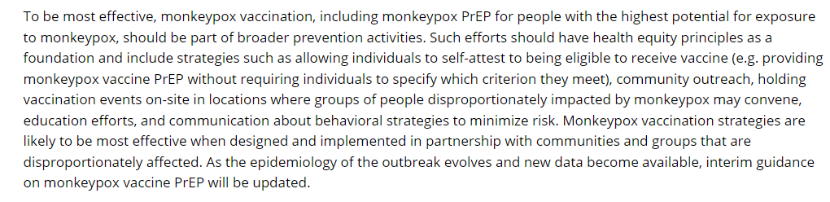 To be most effective, monkeypox vaccination, including monkeypox PrEP for people with the highest potential for exposure
to monkeypox, should be part of broader prevention activities. Such efforts should have health equity principles as a
foundation and include strategies such as allowing individuals to self-attest to being eligible to receive vaccine (e.g. providing
monkeypox vaccine PrEP without requiring individuals to specify which criterion they meet), community outreach, holding
vaccination events on-site in locations where groups of people disproportionately impacted by monkeypox may convene,
education efforts, and communication about behavioral strategies to minimize risk. Monkeypox vaccination strategies are
likely to be most effective when designed and implemented in partnership with communities and groups that are
disproportionately affected. As the epidemiology of the outbreak evolves and new data become available, interim guidance
on monkeypox vaccine PrEP will be updated.